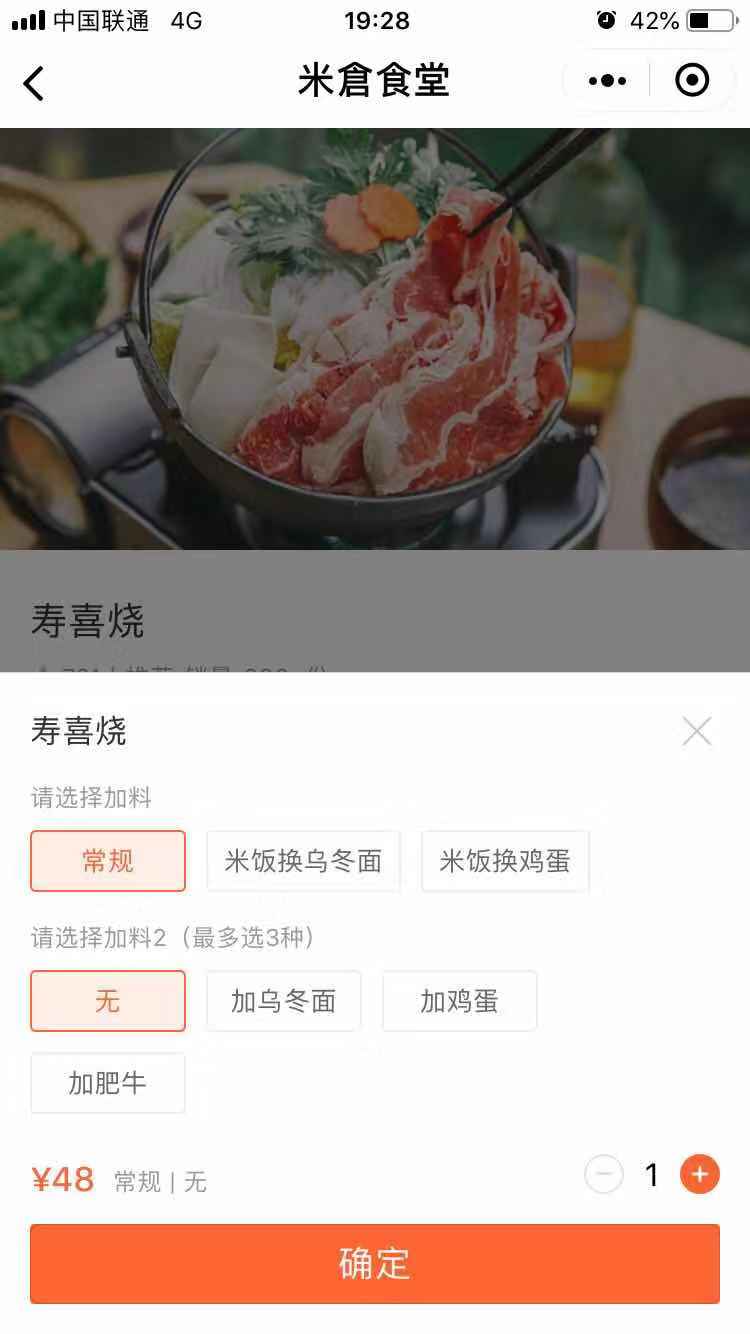 中国联通 4G 19:28 42%
米倉食堂
寿喜烧
寿喜烧
请选择加料
常规 米饭换乌冬面 米饭换鸡蛋
请选择加料2（最多选3种）
无 加乌冬面 加鸡蛋
加肥牛
¥48 常规 | 无 1
确定